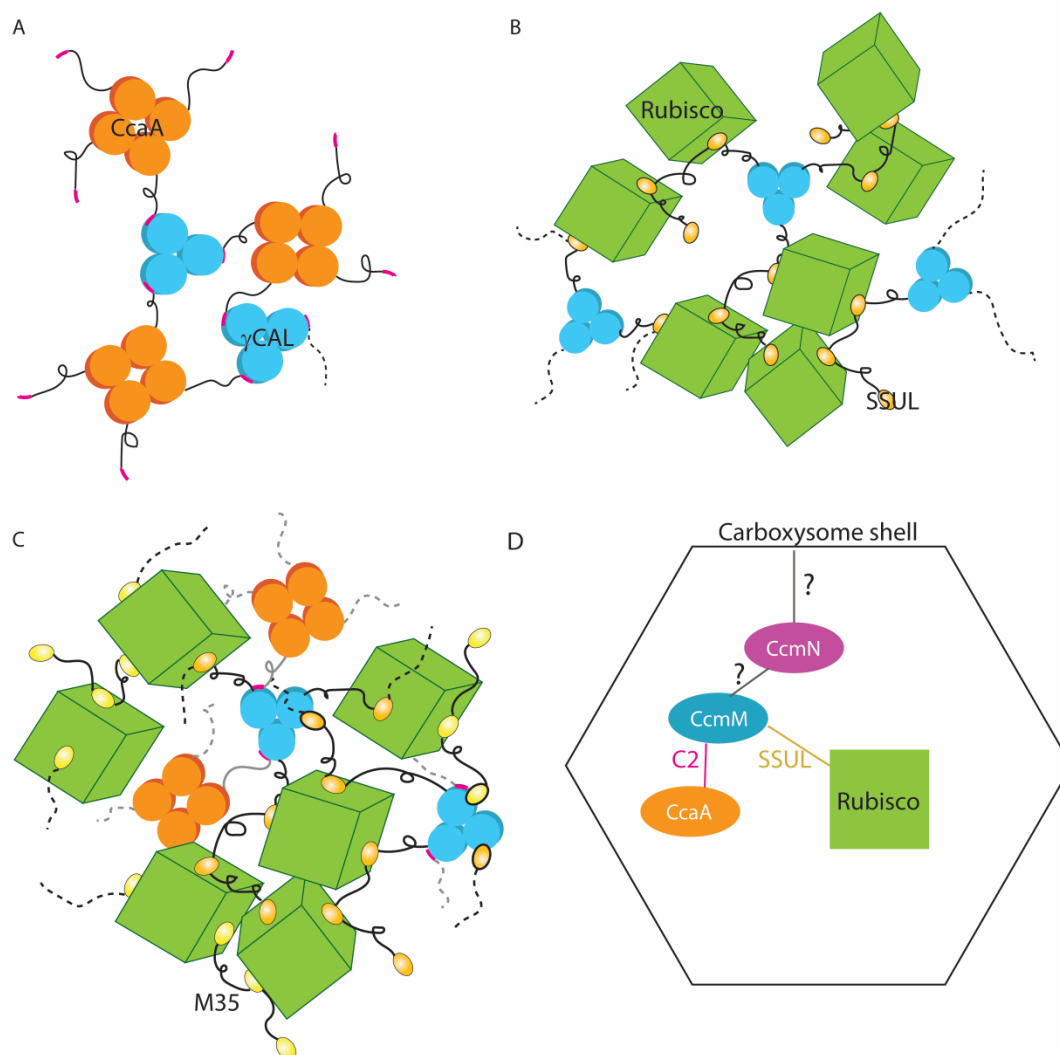 A
CcaA
γCAL
B
Rubisco
SSUL
C
M35
D
Carboxysome shell
?
CcmN
?
CcmM
C2
SSUL
CcaA
Rubisco